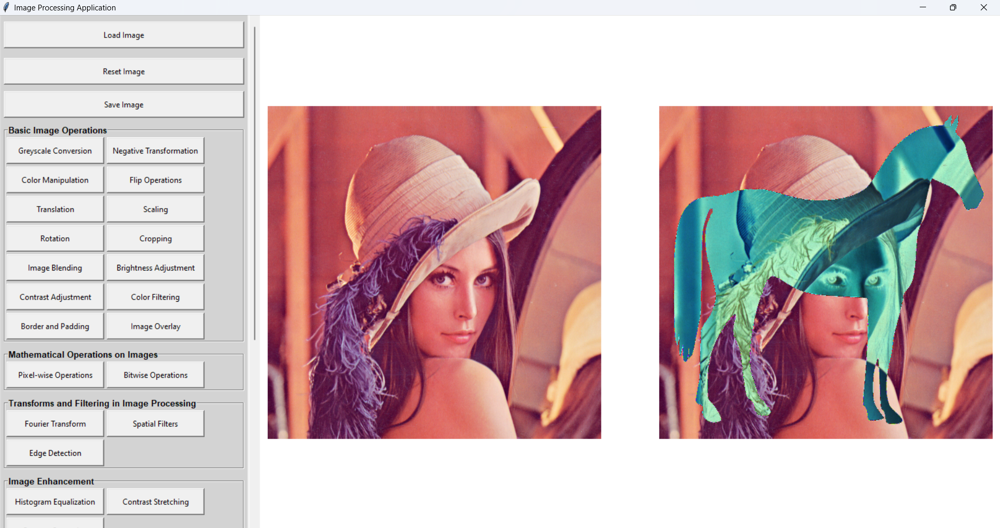 Image Processing Application
Load Image
Reset Image
Save Image
Basic Image Operations
Greyscale Conversion
Negative Transformation
Color Manipulation
Flip Operations
Translation
Scaling
Rotation
Cropping
Image Blending
Brightness Adjustment
Contrast Adjustment
Color Filtering
Border and Padding
Image Overlay
Mathematical Operations on Images
Pixel-wise Operations
Bitwise Operations
Transforms and Filtering in Image Processing
Fourier Transform
Spatial Filters
Edge Detection
Image Enhancement
Histogram Equalization
Contrast Stretching